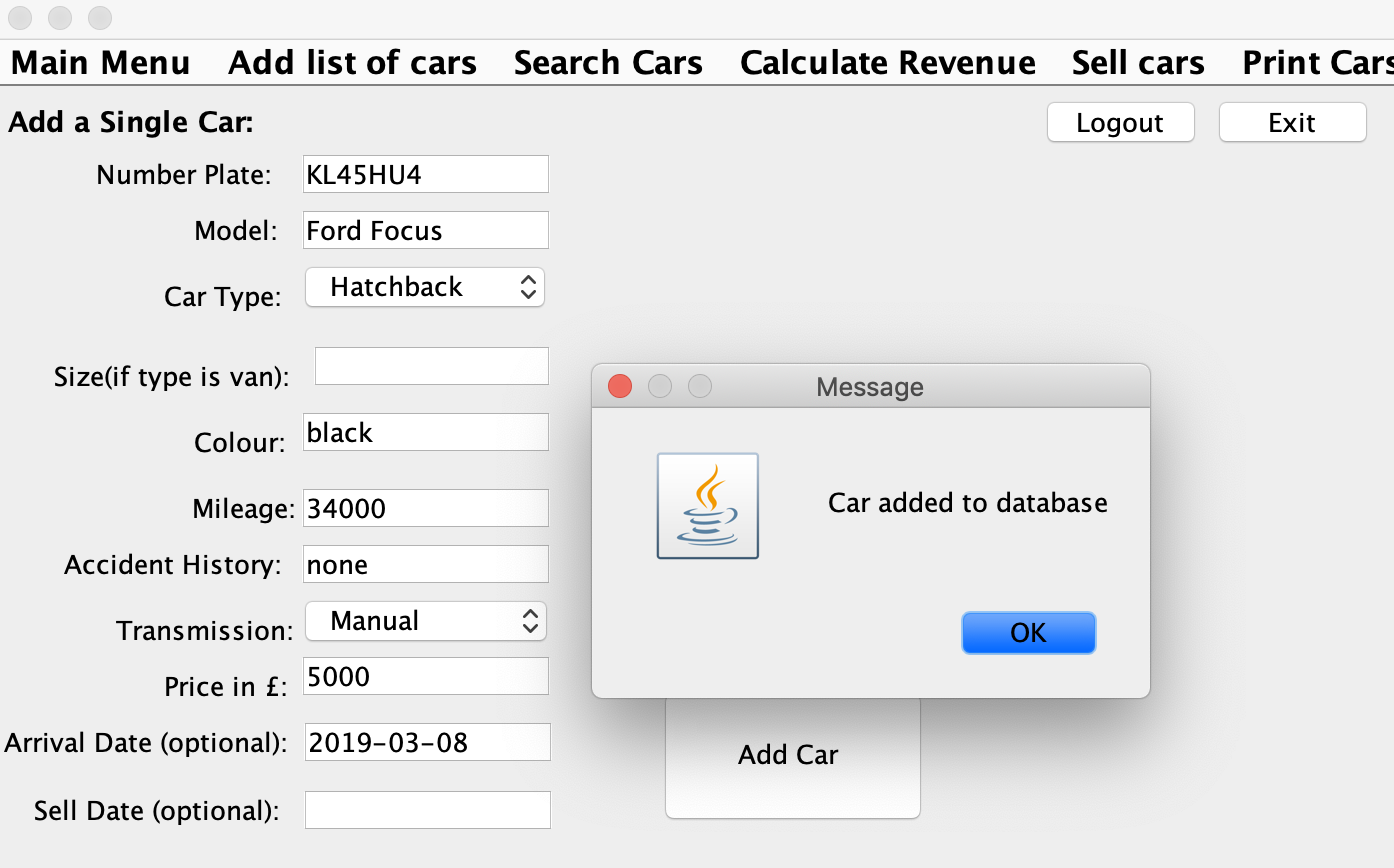 Main Menu Add list of cars Search Cars Calculate Revenue Sell cars Print Cars
Add a Single Car: Logout Exit
Number Plate: KL45HU4
Model: Ford Focus
Car Type: Hatchback
Size(if type is van):
Message
Colour: black
Car added to database
Mileage: 34000
Accident History: none
Transmission: Manual
OK
Price in £: 5000
Arrival Date (optional): 2019-03-08
Add Car
Sell Date (optional):